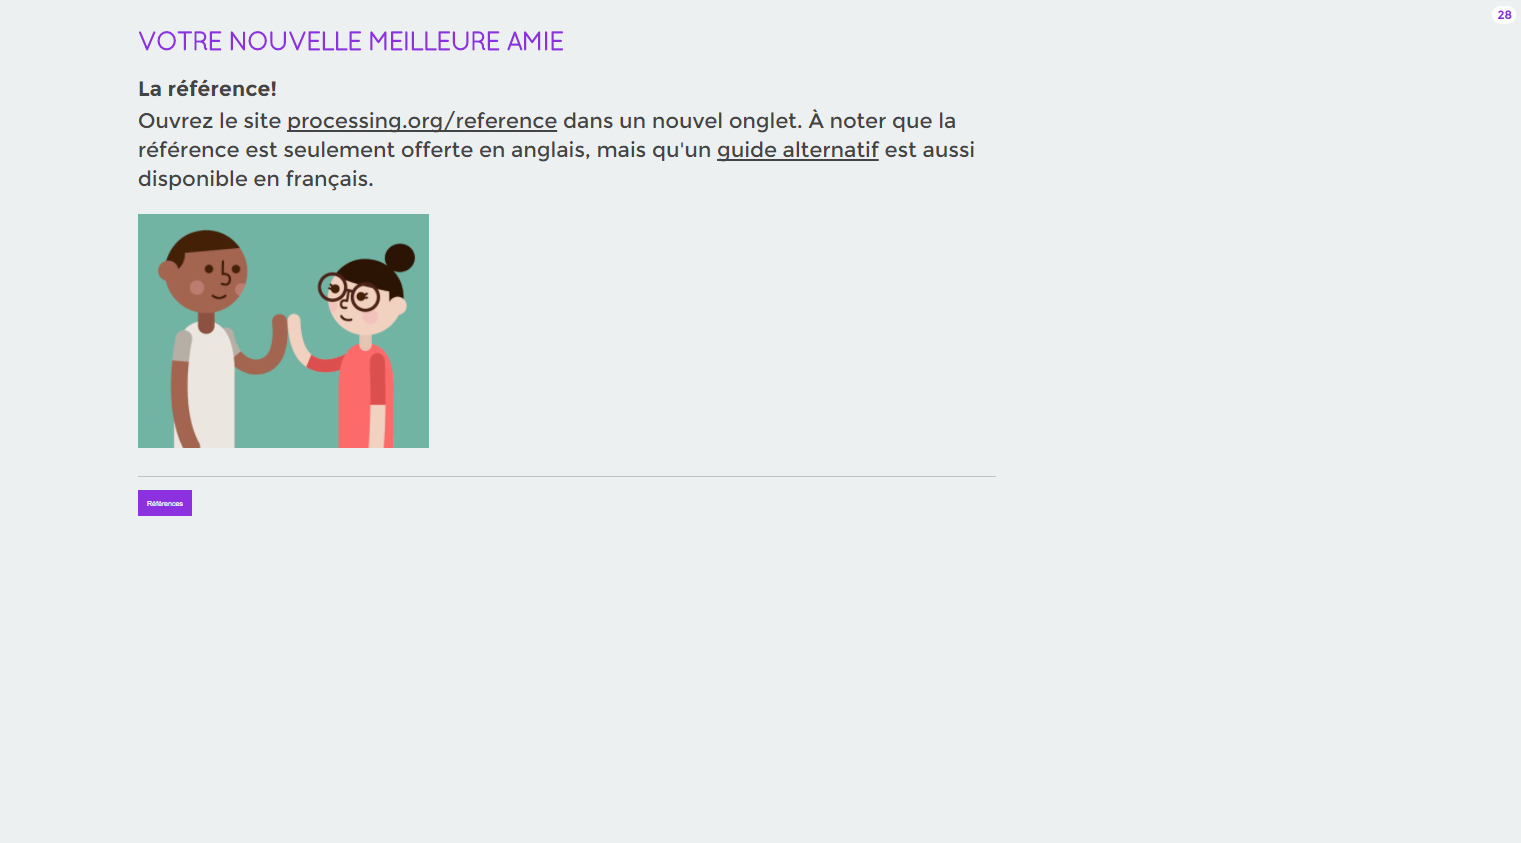 28
VOTRE NOUVELLE MEILLEURE AMIE
La référence!
Ouvrez le site processing.org/reference dans un nouvel onglet. À noter que la
référence est seulement offerte en anglais, mais qu'un guide alternatif est aussi
disponible en français.
Références